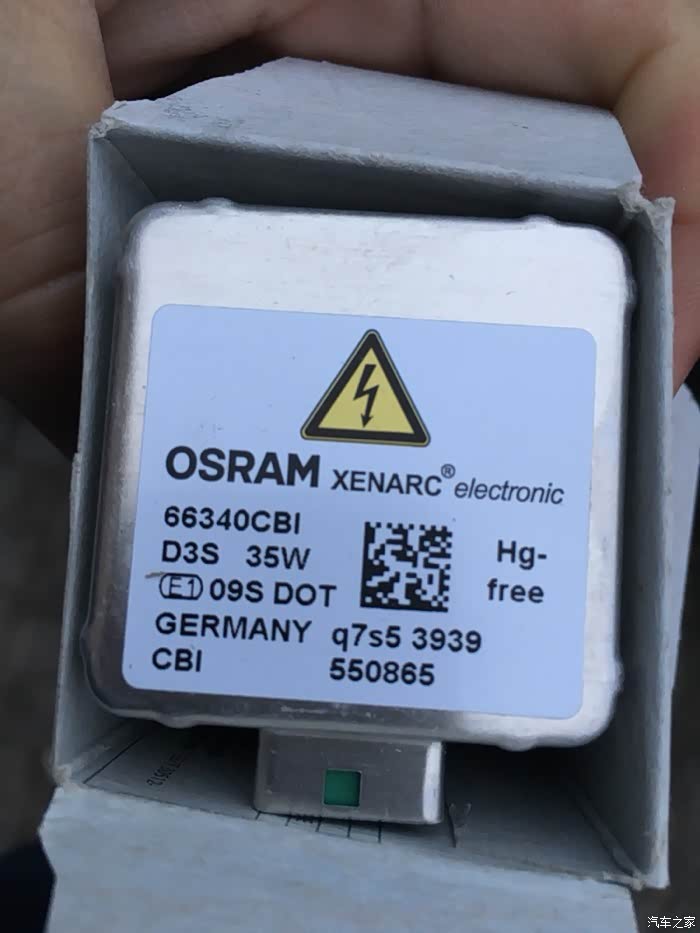 OSRAM XENARC® electronic
66340CBI
D3S 35W
Hg-
free
E1 09S DOT
GERMANY q7s5 3939
CBI 550865
汽车之家